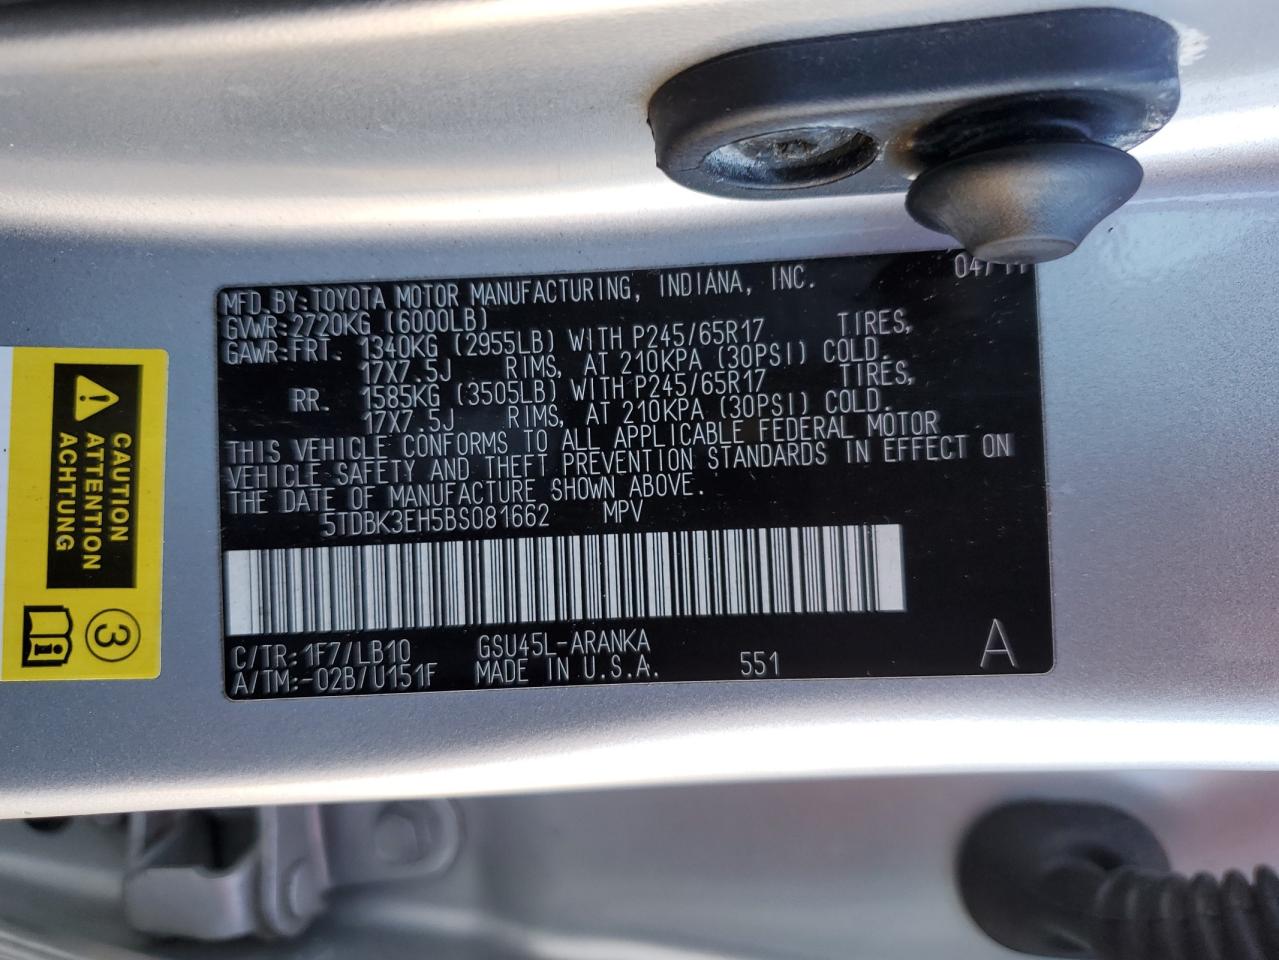 MFD.BY:TOYOTA MOTOR MANUFACTURING, INDIANA, INC.
GVWR:2720KG (6000LB)
GAWR:FRT. 1340KG (2955LB) WITH P245/65R17 TIRES,
17X7.5J RIMS, AT 210KPA (30PSI) COLD.
RR. 1585KG (3505LB) WITH P245/65R17 TIRES,
17X7.5J RIMS, AT 210KPA (30PSI) COLD.
THIS VEHICLE CONFORMS TO ALL APPLICABLE FEDERAL MOTOR
VEHICLE SAFETY AND THEFT PREVENTION STANDARDS IN EFFECT ON
THE DATE OF MANUFACTURE SHOWN ABOVE.
5TDBK3EH5BS081662 MPV
C/TR:1F7/LB10 GSU45L-ARANKA
A/TM:-02B/U151F MADE IN U.S.A. 551 A
CAUTION
ATTENTION
ACHTUNG
3
i